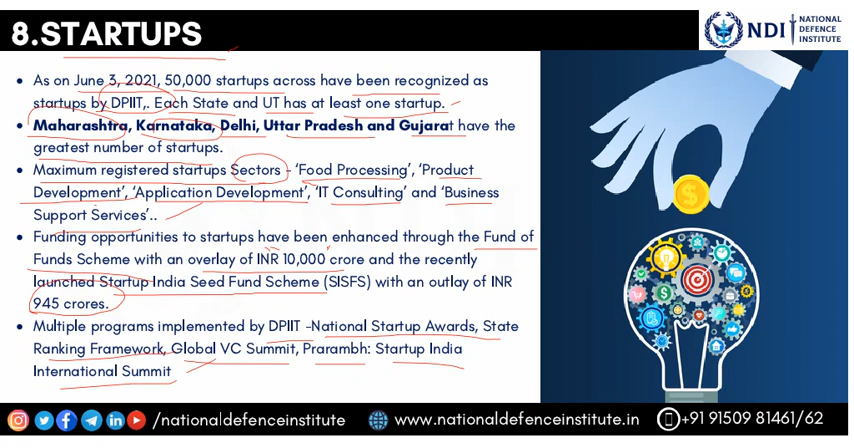 8.STARTUPS
NDI NATIONAL
DEFENCE
INSTITUTE
• As on June 3, 2021, 50,000 startups across have been recognized as
startups by DPIIT,. Each State and UT has at least one startup.
• Maharashtra, Karnataka, Delhi, Uttar Pradesh and Gujarat have the
greatest number of startups.
• Maximum registered startups Sectors - ‘Food Processing’, ‘Product
Development’, ‘Application Development’, ‘IT Consulting’ and ‘Business
Support Services’..
• Funding opportunities to startups have been enhanced through the Fund of
Funds Scheme with an overlay of INR 10,000 crore and the recently
launched Startup India Seed Fund Scheme (SISFS) with an outlay of INR
945 crores.
• Multiple programs implemented by DPIIT -National Startup Awards, State
Ranking Framework, Global VC Summit, Prarambh: Startup India
International Summit
/nationaldefenceinstitute www.nationaldefenceinstitute.in +91 91509 81461/62